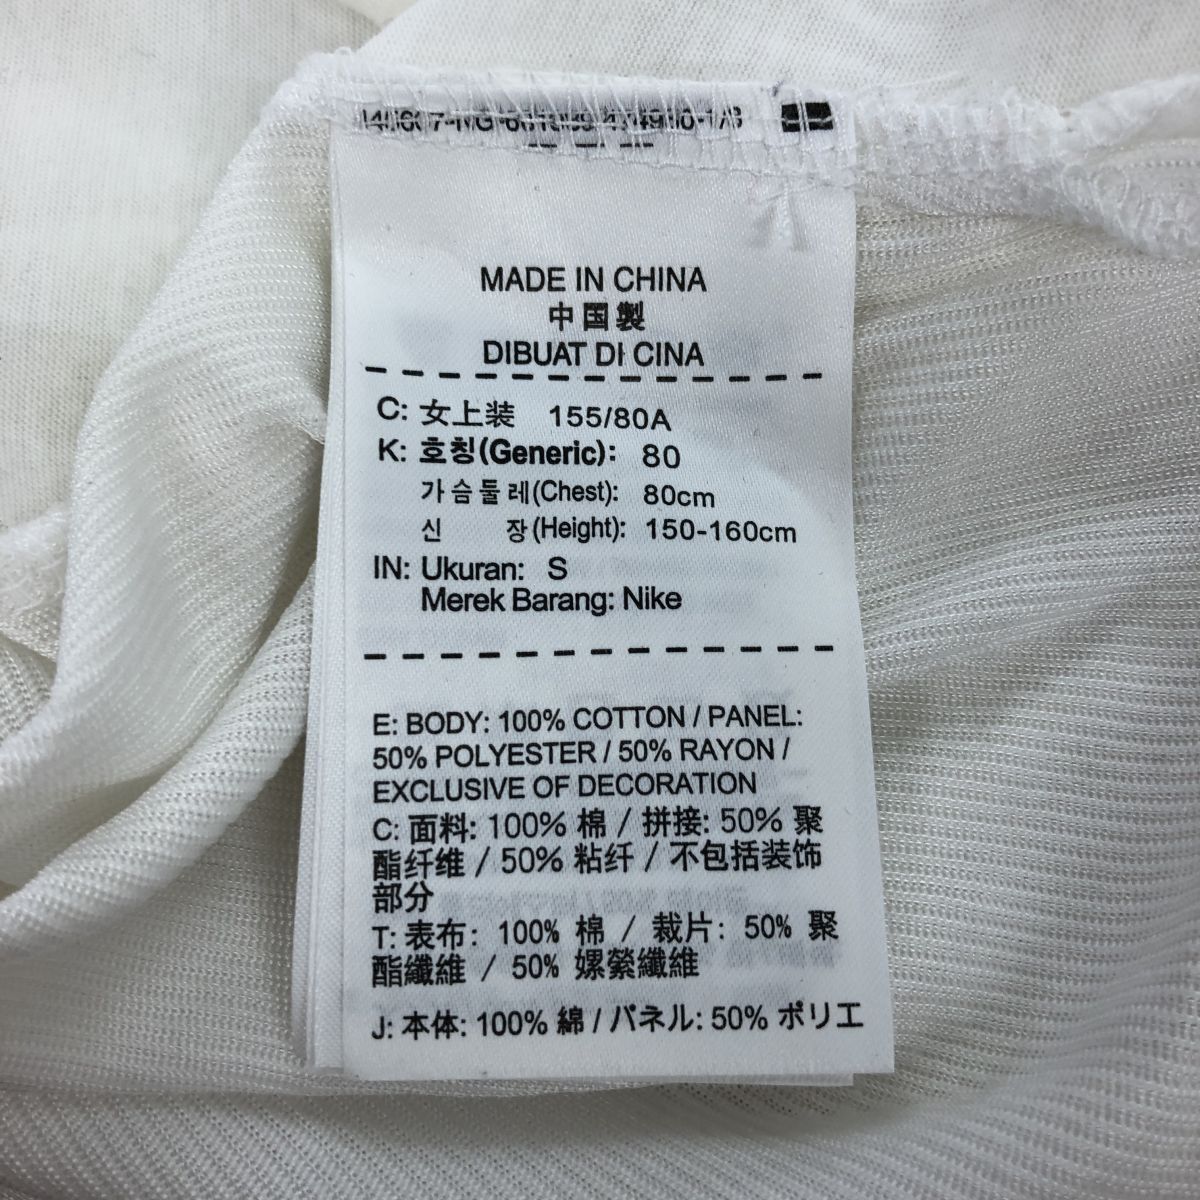 MADE IN CHINA
中国製
DIBUAT DI CINA
C: 女上装 155/80A
K: 호칭(Generic): 80
가슴둘레(Chest): 80cm
신 장(Height): 150-160cm
IN: Ukuran: S
Merek Barang: Nike
E: BODY: 100% COTTON / PANEL:
50% POLYESTER / 50% RAYON /
EXCLUSIVE OF DECORATION
C: 面料: 100% 棉 / 拼接: 50% 聚
酯纤维 / 50% 粘纤 / 不包括装饰
部分
T: 表布: 100% 棉 / 裁片: 50% 聚
酯纖維 / 50% 嫘縈纖維
J: 本体: 100% 綿 / パネル: 50% ポリエ